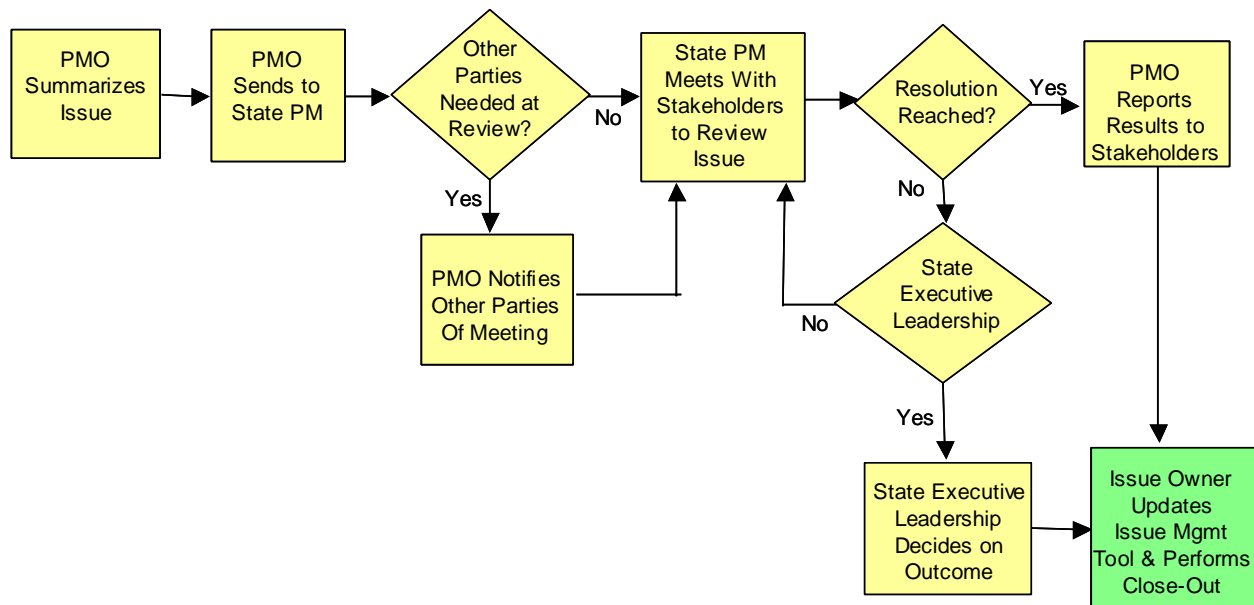 PMO
Summarizes
Issue
PMO
Sends to
State PM
Other
Parties
Needed at
Review?
No
Yes
PMO Notifies
Other Parties
Of Meeting
State PM
Meets With
Stakeholders
to Review
Issue
Resolution
Reached?
Yes
No
PMO
Reports
Results to
Stakeholders
State
Executive
Leadership
No
Yes
State Executive
Leadership
Decides on
Outcome
Issue Owner
Updates
Issue Mgmt
Tool & Performs
Close-Out